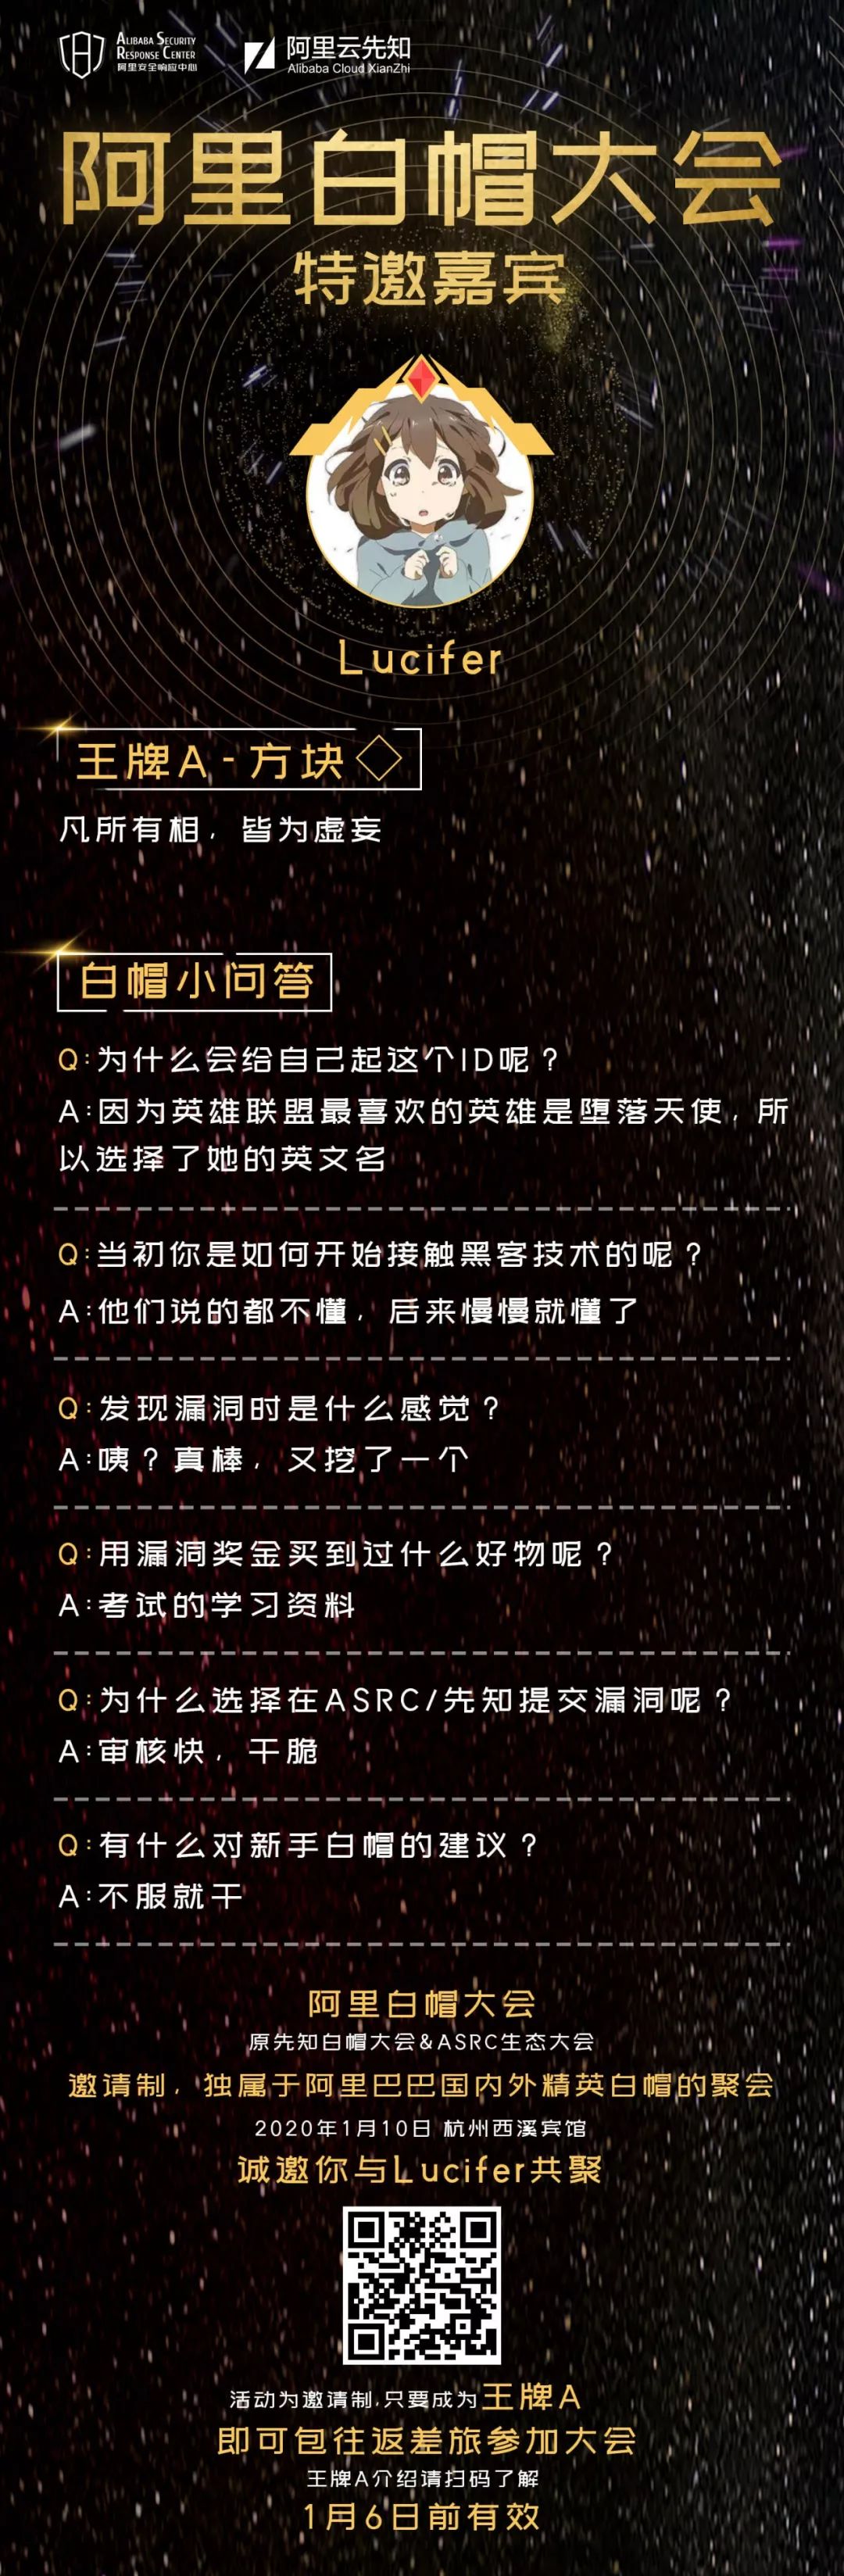 ALIBABA SECURITY
RESPONSE CENTER
阿里安全响应中心
阿里云先知
Alibaba Cloud XianZhi
阿里白帽大会
特邀嘉宾
Lucifer
王牌A-方块
凡所有相，皆为虚妄
白帽小问答
Q:为什么会给自己起这个ID呢？
A:因为英雄联盟最喜欢的英雄是堕落天使，所
以选择了她的英文名
Q:当初你是如何开始接触黑客技术的呢？
A:他们说的都不懂，后来慢慢就懂了
Q:发现漏洞时是什么感觉？
A:咦？真棒，又挖了一个
Q:用漏洞奖金买到过什么好物呢？
A:考试的学习资料
Q:为什么选择在ASRC/先知提交漏洞呢？
A:审核快，干脆
Q:有什么对新手白帽的建议？
A:不服就干
阿里白帽大会
原先知白帽大会&ASRC生态大会
邀请制，独属于阿里巴巴国内外精英白帽的聚会
2020年1月10日 杭州西溪宾馆
诚邀你与Lucifer共聚
活动为邀请制,只要成为王牌A
即可包往返差旅参加大会
王牌A介绍请扫码了解
1月6日前有效